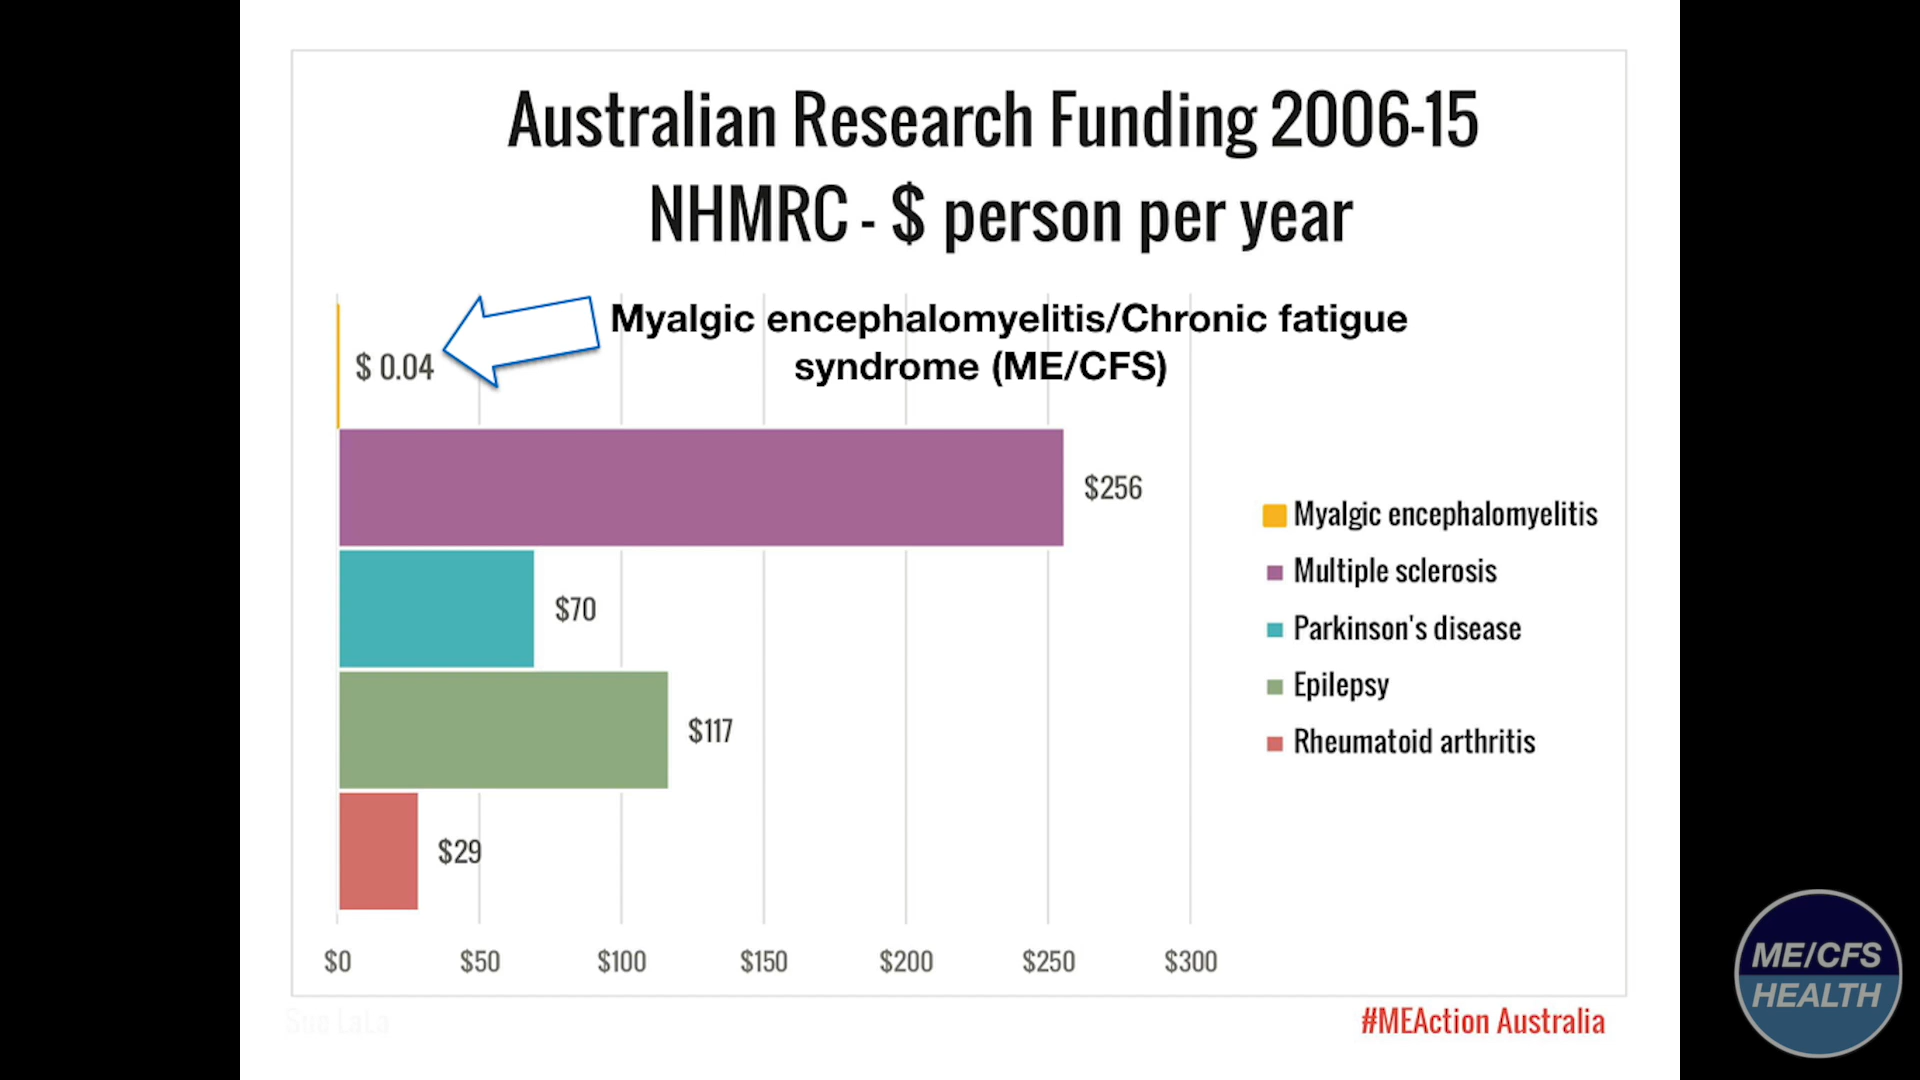 Australian Research Funding 2006-15
NHMRC - $ person per year
Myalgic encephalomyelitis/Chronic fatigue
syndrome (ME/CFS)
$ 0.04
$256
$70
$117
$29
Myalgic encephalomyelitis
Multiple sclerosis
Parkinson's disease
Epilepsy
Rheumatoid arthritis
$0 $50 $100 $150 $200 $250 $300
Sue LaLa
#MEAction Australia
ME/CFS
HEALTH